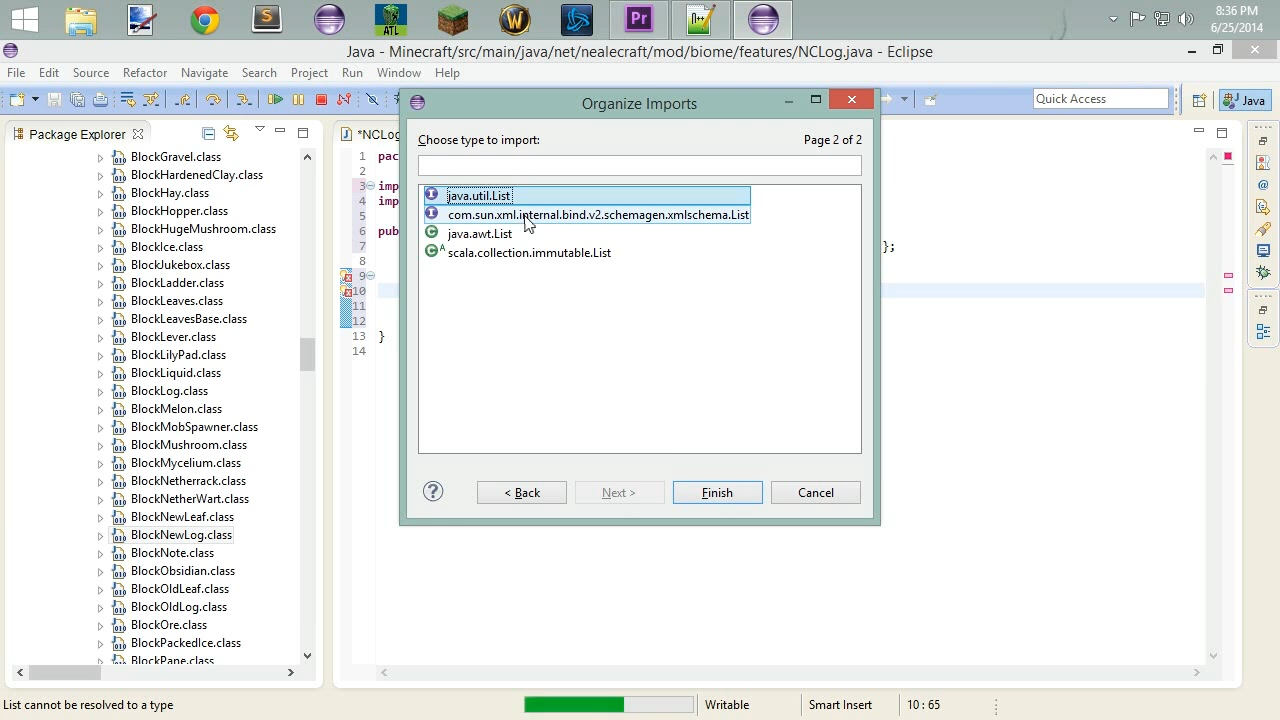 Pr
ATL
8:36 PM
6/25/2014
Java - Minecraft/src/main/java/net/nealecraft/mod/biome/features/NCLog.java - Eclipse
File Edit Source Refactor Navigate Search Project Run Window Help
Quick Access
Java
Package Explorer
BlockGravel.class
BlockHardenedClay.class
BlockHay.class
BlockHopper.class
BlockHugeMushroom.class
BlockIce.class
BlockJukebox.class
BlockLadder.class
BlockLeaves.class
BlockLeavesBase.class
BlockLever.class
BlockLilyPad.class
BlockLiquid.class
BlockLog.class
BlockMelon.class
BlockMobSpawner.class
BlockMushroom.class
BlockMycelium.class
BlockNetherrack.class
BlockNetherWart.class
BlockNewLeaf.class
BlockNewLog.class
BlockNote.class
BlockObsidian.class
BlockOldLeaf.class
BlockOldLog.class
BlockOre.class
BlockPackedIce.class
BlockPane.class
*NCLog
1 pac
2
3 imp
4 imp
5
6 pub
7 };
8
9
10
11
12
13 }
14
Organize Imports
Choose type to import: Page 2 of 2
java.util.List
com.sun.xml.internal.bind.v2.schemagen.xmlschema.List
java.awt.List
scala.collection.immutable.List
< Back Next > Finish Cancel
List cannot be resolved to a type
Writable Smart Insert 10 : 65